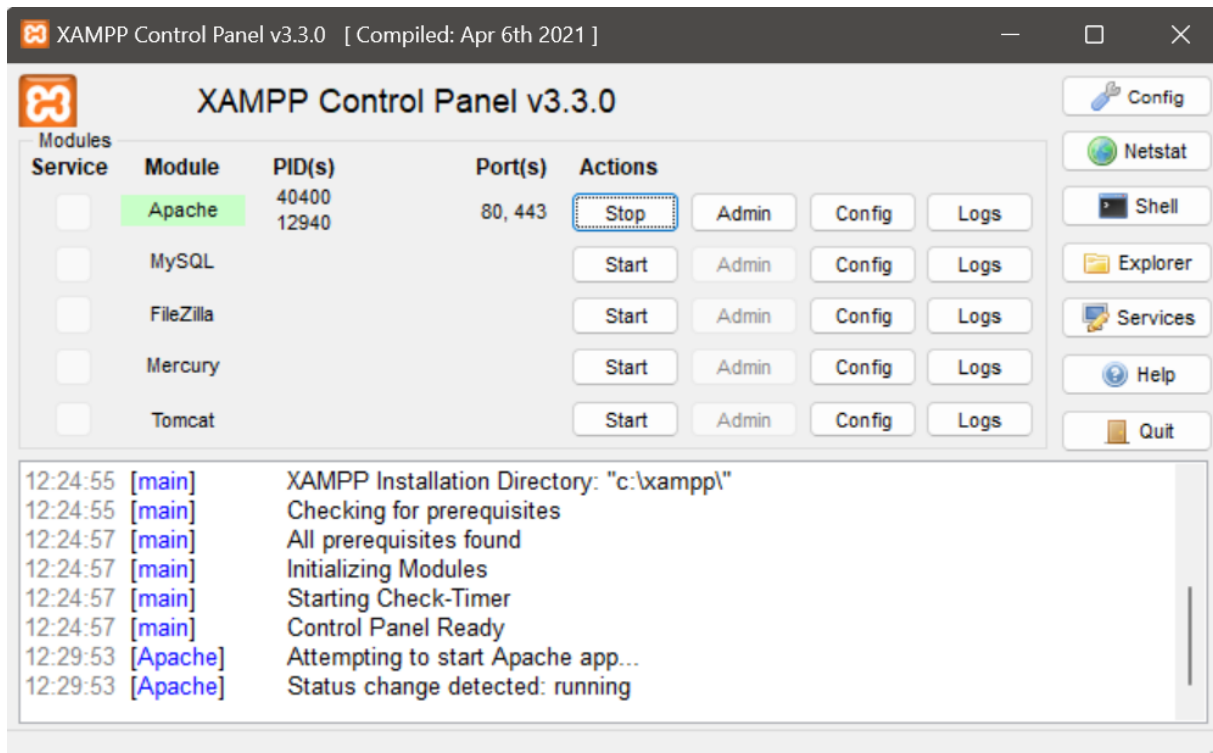 XAMPP Control Panel v3.3.0 [ Compiled: Apr 6th 2021 ]
XAMPP Control Panel v3.3.0
Config
Modules
Netstat
Service Module PID(s) Port(s) Actions
Apache 40400 12940 80, 443 Stop Admin Config Logs
Shell
MySQL Start Admin Config Logs
Explorer
FileZilla Start Admin Config Logs
Services
Mercury Start Admin Config Logs
Help
Tomcat Start Admin Config Logs
Quit
12:24:55 [main] XAMPP Installation Directory: "c:\xampp\"
12:24:55 [main] Checking for prerequisites
12:24:57 [main] All prerequisites found
12:24:57 [main] Initializing Modules
12:24:57 [main] Starting Check-Timer
12:24:57 [main] Control Panel Ready
12:29:53 [Apache] Attempting to start Apache app...
12:29:53 [Apache] Status change detected: running